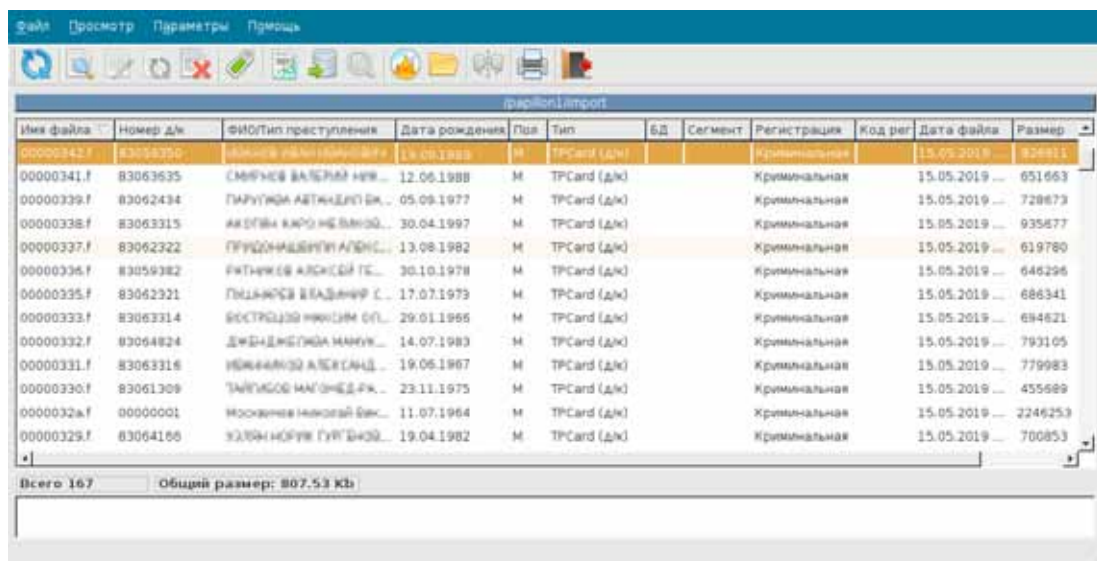 Файл Просмотр Параметры Помощь
/papillon1/import
Имя файла Номер д/к ФИО/Тип преступления Дата рождения Пол Тип БД Сегмент Регистрация Код рег Дата файла Размер
00000342.f 83058350 М TPCard (д/к) Криминальная 15.05.2019 ...
00000341.f 83063635 12.06.1988 М TPCard (д/к) Криминальная 15.05.2019 ... 651663
00000339.f 83062434 05.09.1977 М TPCard (д/к) Криминальная 15.05.2019 ... 728673
00000338.f 83063315 30.04.1997 М TPCard (д/к) Криминальная 15.05.2019 ... 935677
00000337.f 83062322 13.08.1982 М TPCard (д/к) Криминальная 15.05.2019 ... 619780
00000336.f 83059382 30.10.1978 М TPCard (д/к) Криминальная 15.05.2019 ... 646296
00000335.f 83062321 17.07.1973 М TPCard (д/к) Криминальная 15.05.2019 ... 686341
00000333.f 83063314 29.01.1966 М TPCard (д/к) Криминальная 15.05.2019 ... 694621
00000332.f 83064824 14.07.1983 М TPCard (д/к) Криминальная 15.05.2019 ... 793105
00000331.f 83063316 19.06.1967 М TPCard (д/к) Криминальная 15.05.2019 ... 779983
00000330.f 83061309 23.11.1975 М TPCard (д/к) Криминальная 15.05.2019 ... 455689
0000032a.f 00000001 11.07.1964 М TPCard (д/к) Криминальная 15.05.2019 ... 2246253
00000329.f 83064166 19.04.1982 М TPCard (д/к) Криминальная 15.05.2019 ... 700853
Всего 167 Общий размер: 807.53 Kb